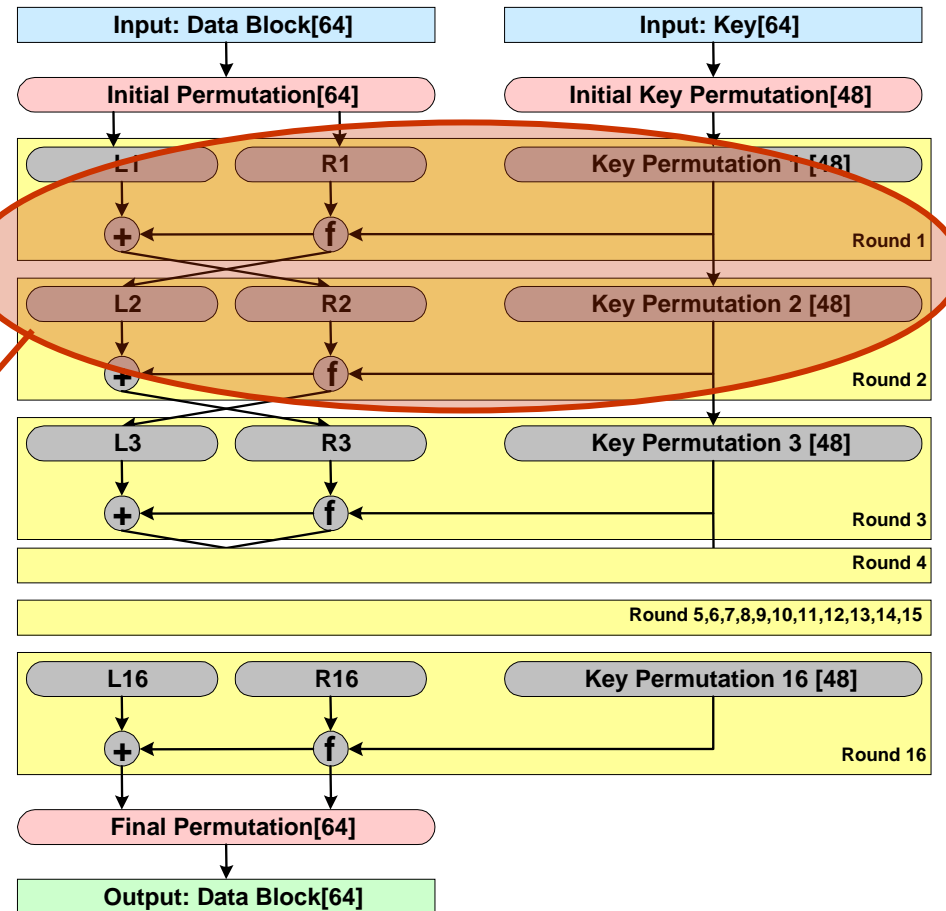 Input: Data Block[64]
Input: Key[64]
Initial Permutation[64]
Initial Key Permutation[48]
L1
R1
Key Permutation 1 [48]
+
f
Round 1
L2
R2
Key Permutation 2 [48]
+
f
Round 2
L3
R3
Key Permutation 3 [48]
+
f
Round 3
Round 4
Round 5,6,7,8,9,10,11,12,13,14,15
L16
R16
Key Permutation 16 [48]
+
f
Round 16
Final Permutation[64]
Output: Data Block[64]